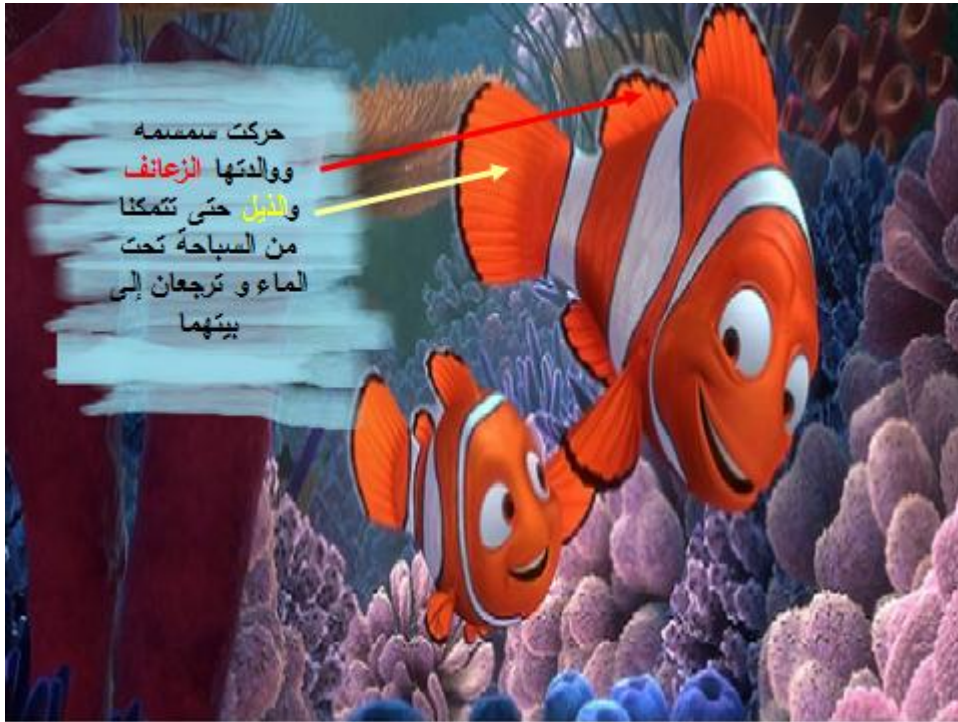 حركت سمسمه
ووالدتها الزعانف
والذيل حتى تتمكنا
من السباحة تحت
الماء و ترجعان إلى
بيتهما